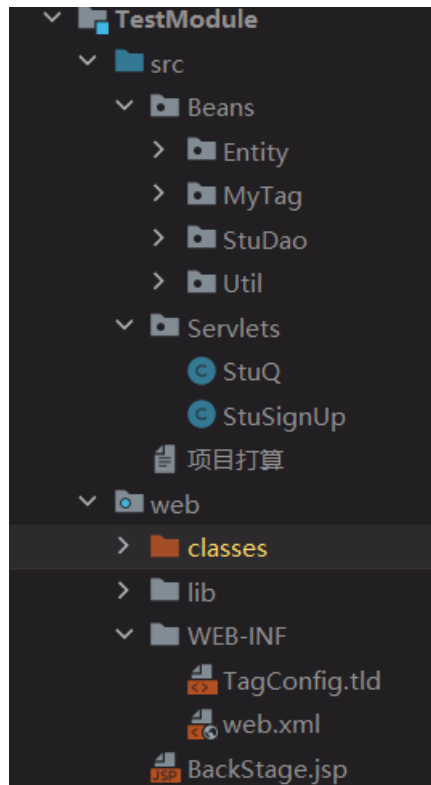 TestModule
src
Beans
Entity
MyTag
StuDao
Util
Servlets
C StuQ
C StuSignUp
项目打算
web
classes
lib
WEB-INF
TagConfig.tld
web.xml
JSP BackStage.jsp